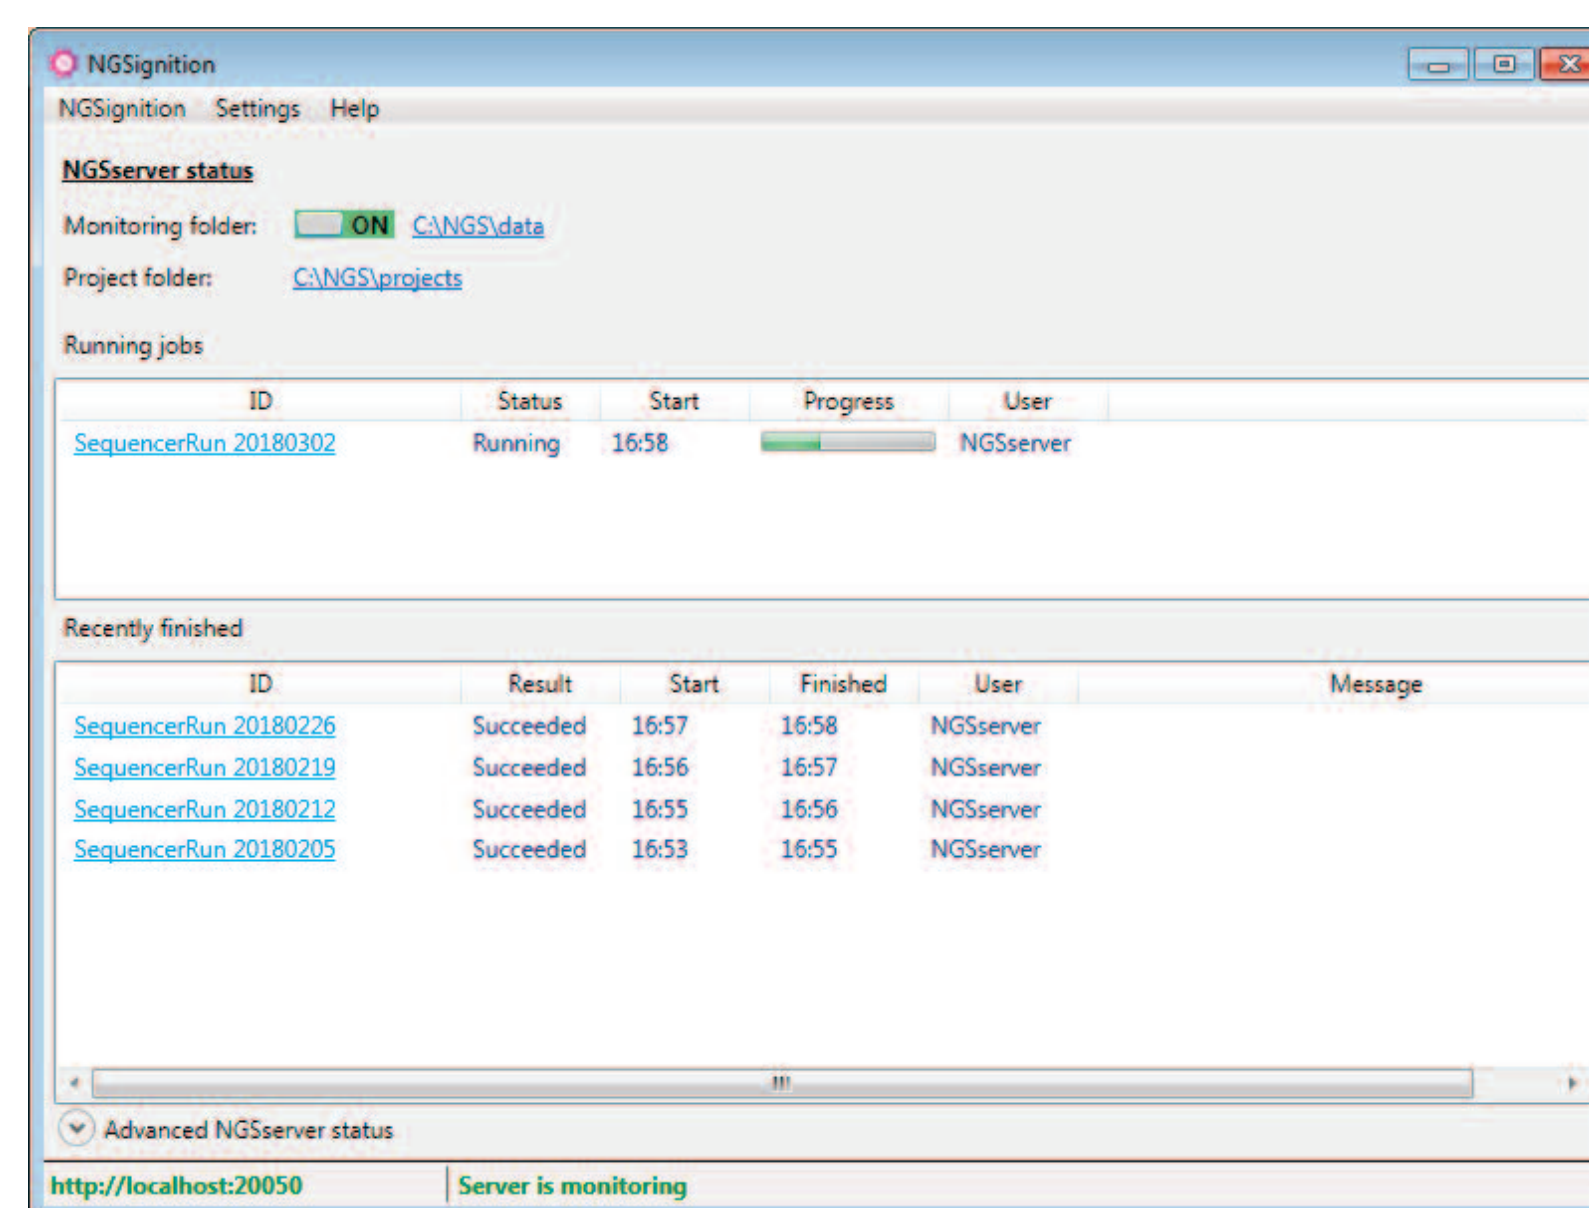 NGSignition
NGSignition Settings Help
NGSserver status
Monitoring folder: ON C:\NGS\data
Project folder: C:\NGS\projects
Running jobs
ID Status Start Progress User
SequencerRun 20180302 Running 16:58 NGSserver
Recently finished
ID Result Start Finished User Message
SequencerRun 20180226 Succeeded 16:57 16:58 NGSserver
SequencerRun 20180219 Succeeded 16:56 16:57 NGSserver
SequencerRun 20180212 Succeeded 16:55 16:56 NGSserver
SequencerRun 20180205 Succeeded 16:53 16:55 NGSserver
Advanced NGSserver status
http://localhost:20050 Server is monitoring